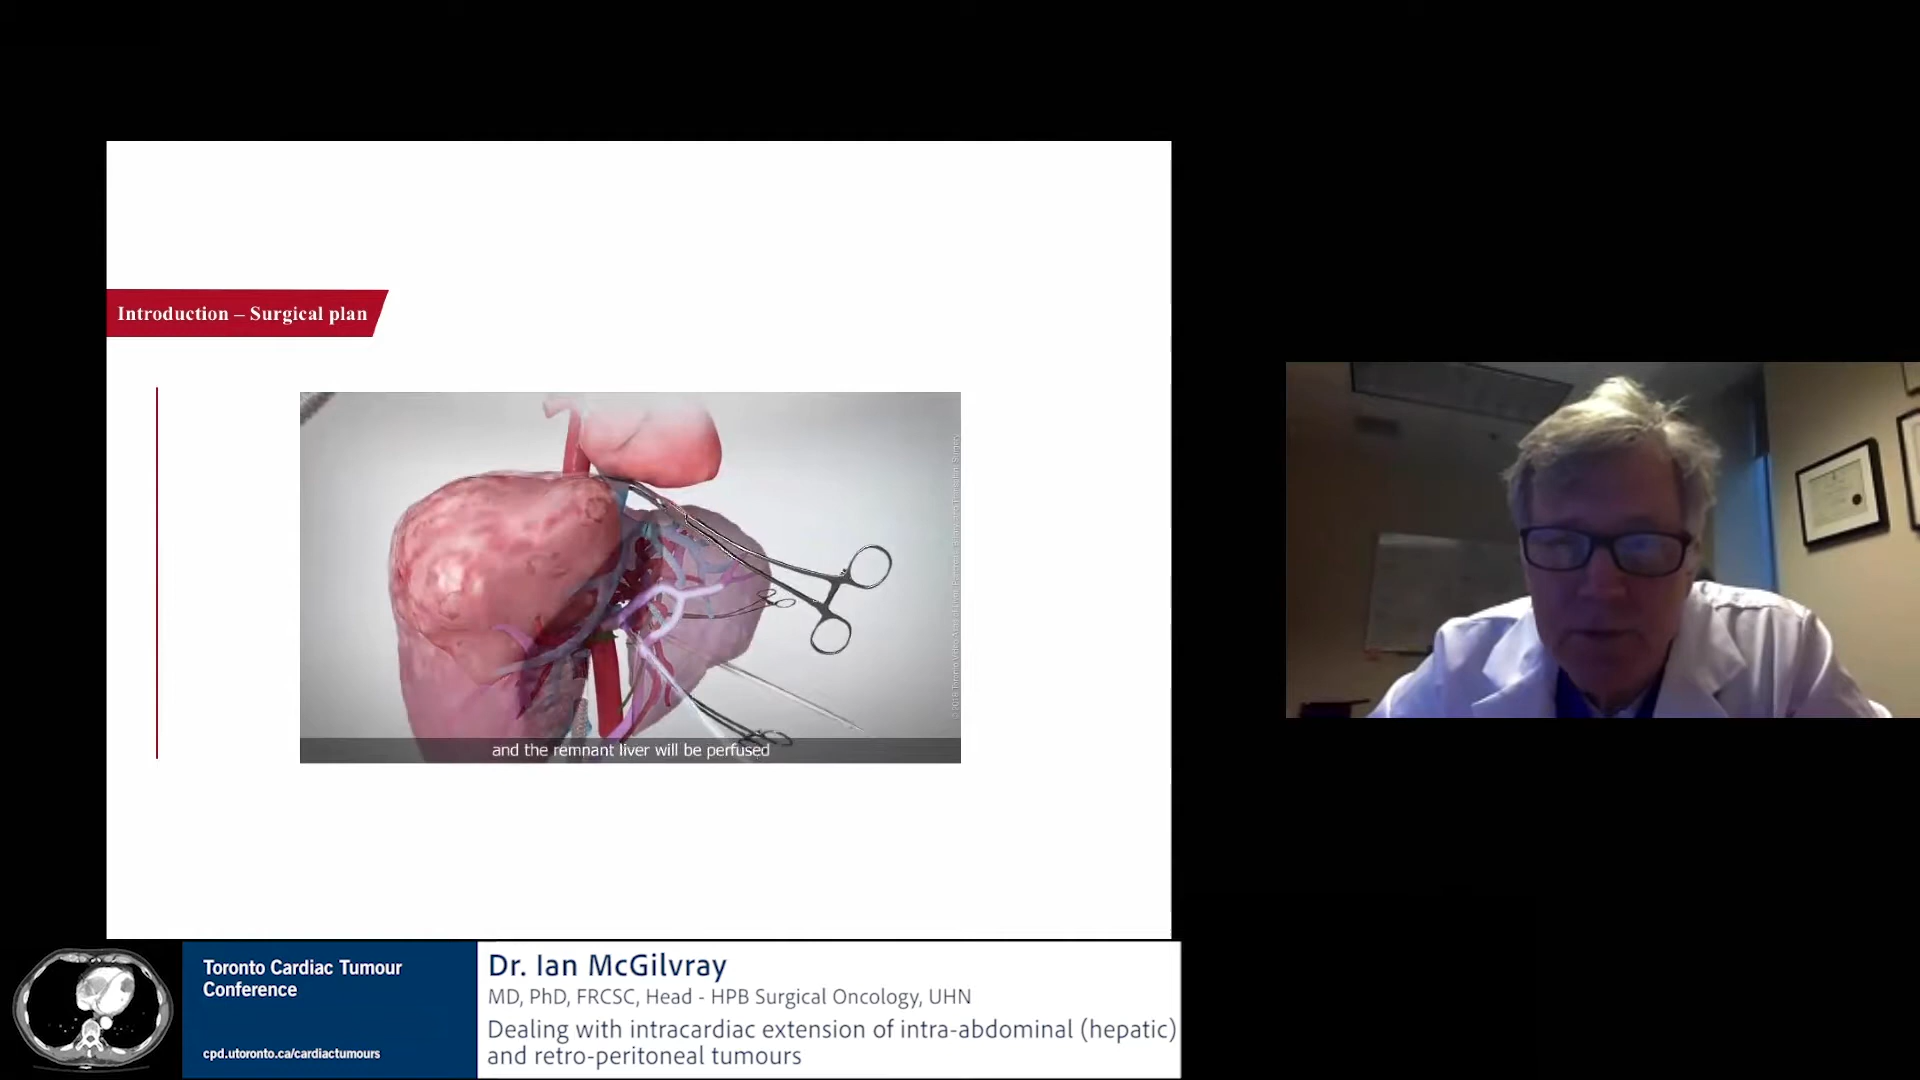 Introduction – Surgical plan
and the remnant liver will be perfused
Toronto Cardiac Tumour
Conference
cpd.utoronto.ca/cardiactumours
Dr. Ian McGilvray
MD, PhD, FRCSC, Head - HPB Surgical Oncology, UHN
Dealing with intracardiac extension of intra-abdominal (hepatic)
and retro-peritoneal tumours